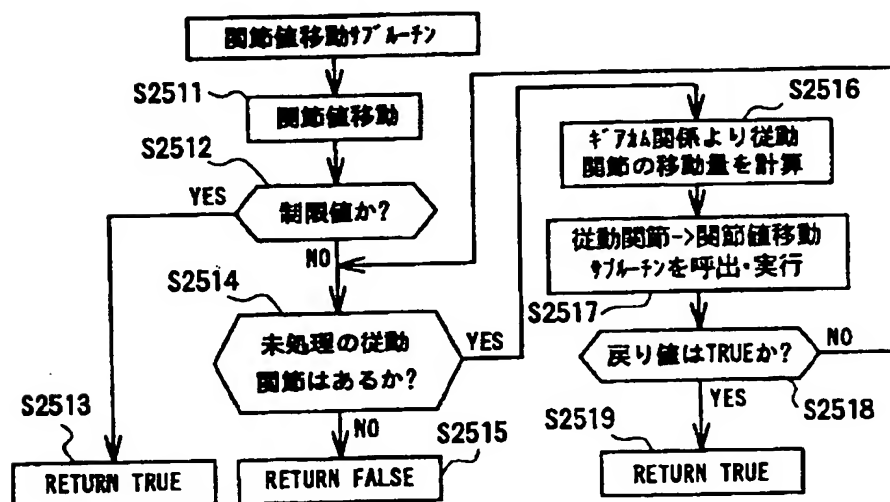 関節値移動ｻﾌﾞﾙｰﾁﾝ
S2511
関節値移動
S2512
制限値か?
YES
NO
S2514
未処理の従動
関節はあるか?
YES
NO
S2513
RETURN TRUE
S2515
RETURN FALSE
S2516
ｷﾞｱｶﾑ関係より従動
関節の移動量を計算
従動関節->関節値移動
ｻﾌﾞﾙｰﾁﾝを呼出・実行
S2517
戻り値はTRUEか?
NO
YES
S2518
S2519
RETURN TRUE